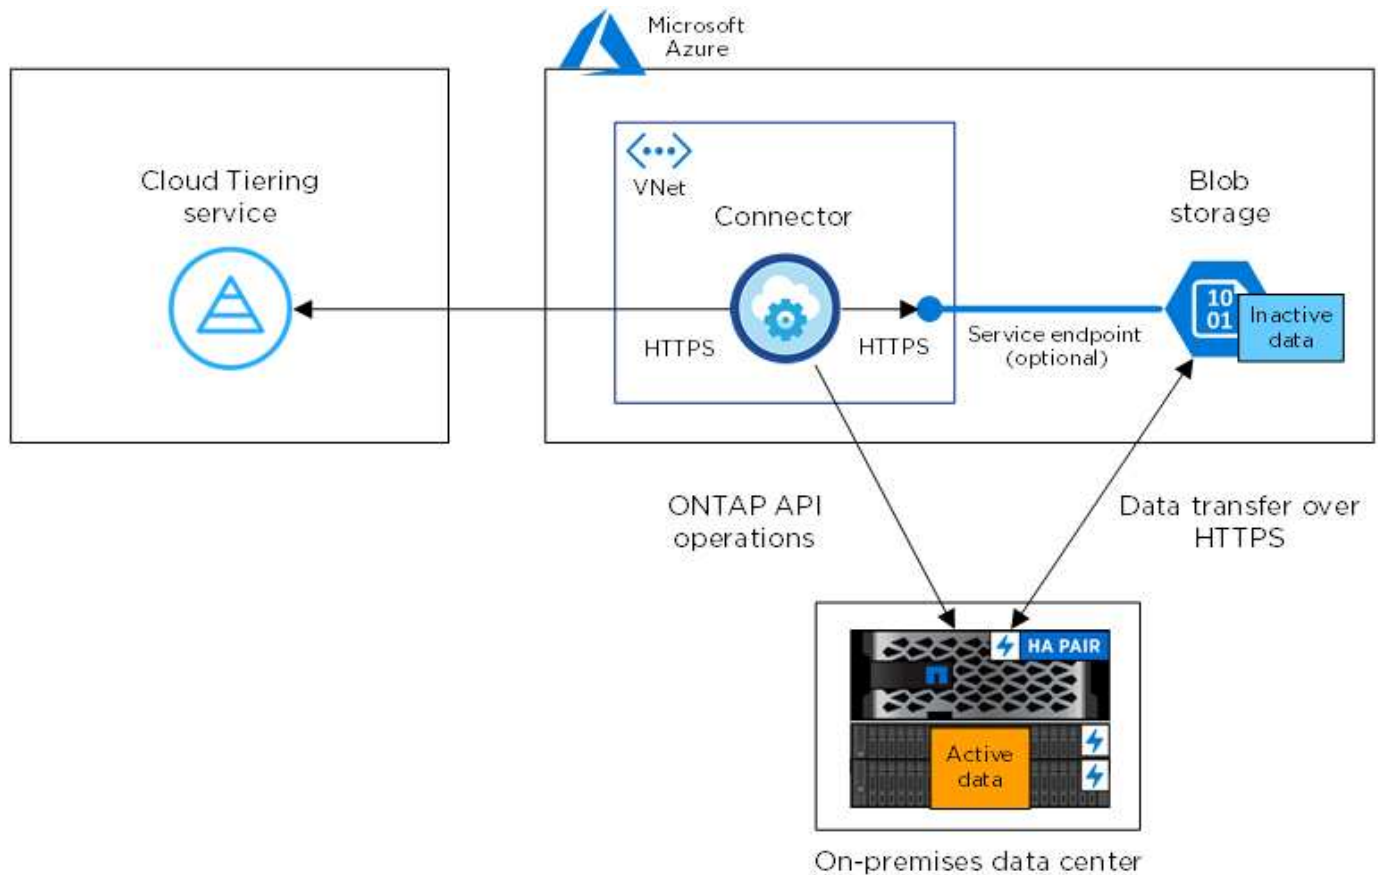 Microsoft
Azure
Cloud Tiering
service
VNet
Connector
Blob
storage
10
01
Inactive
data
HTTPS
HTTPS
Service endpoint
(optional)
ONTAP API
operations
Data transfer over
HTTPS
HA PAIR
Active
data
On-premises data center